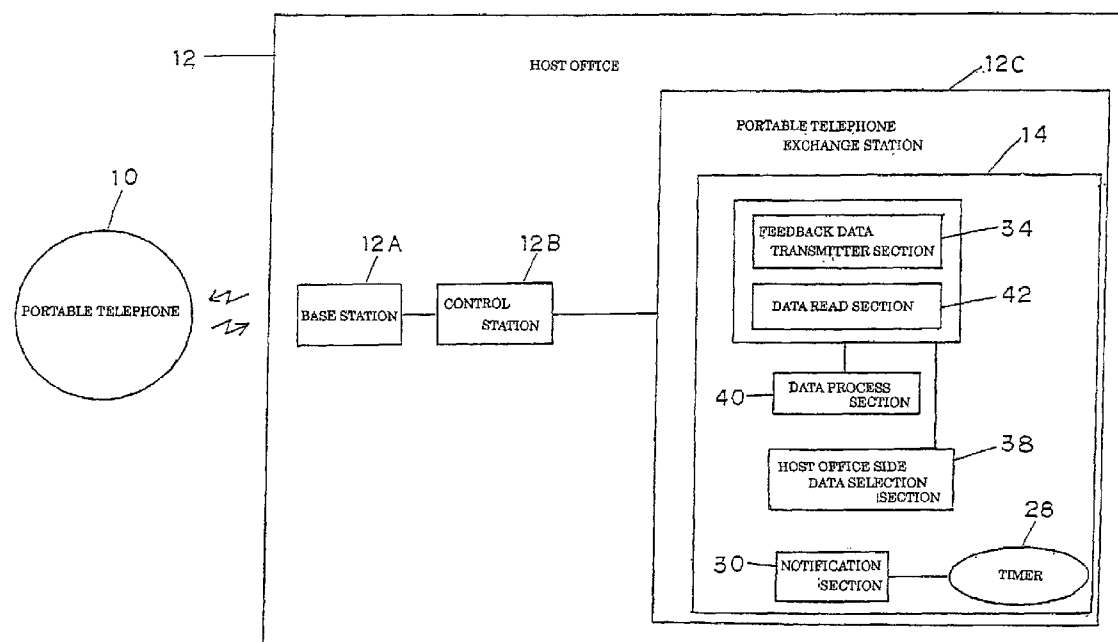 12
HOST OFFICE
12C
PORTABLE TELEPHONE
EXCHANGE STATION
14
10
PORTABLE TELEPHONE
12A
BASE STATION
12B
CONTROL
STATION
FEEDBACK DATA
TRANSMITTER SECTION
34
DATA READ SECTION
42
40
DATA PROCESS
SECTION
HOST OFFICE SIDE
DATA SELECTION
SECTION
38
30
NOTIFICATION
SECTION
28
TIMER